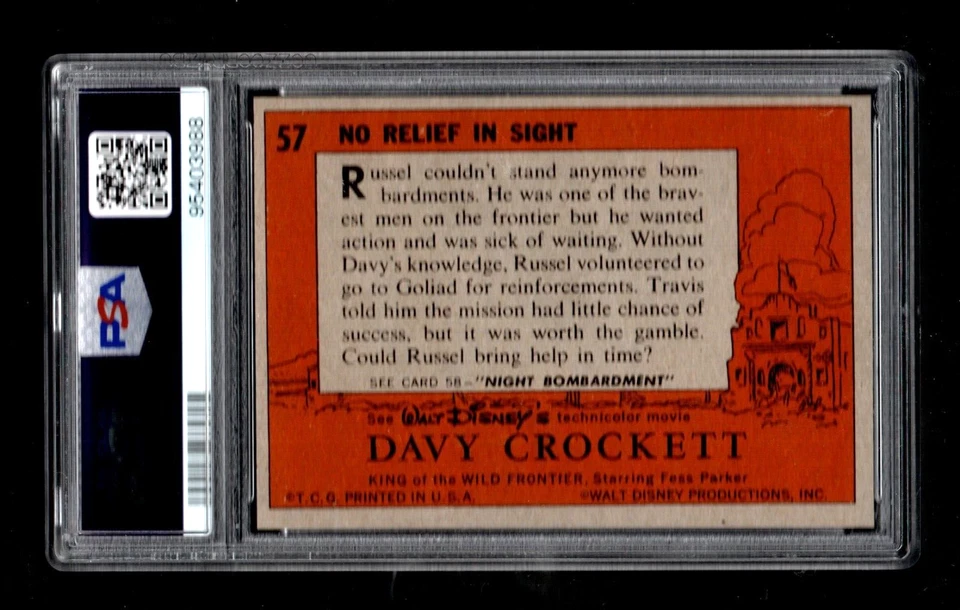 57 NO RELIEF IN SIGHT
Russel couldn't stand anymore bom-
bardments. He was one of the brav-
est men on the frontier but he wanted
action and was sick of waiting. Without
Davy's knowledge, Russel volunteered to
go to Goliad for reinforcements. Travis
told him the mission had little chance of
success, but it was worth the gamble.
Could Russel bring help in time?
SEE CARD 58-"NIGHT BOMBARDMENT"
See WALT DISNEY'S technicolor movie
DAVY CROCKETT
KING of the WILD FRONTIER, Starring Fess Parker
©T.C.G. PRINTED IN U.S.A. ©WALT DISNEY PRODUCTIONS, INC.
96403988
PSA